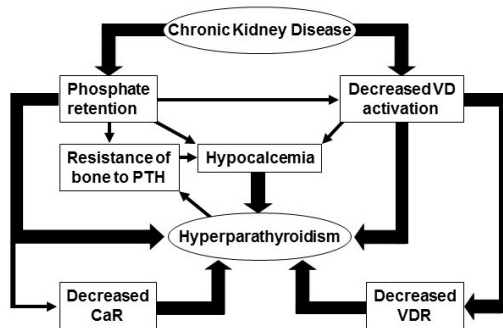 Chronic Kidney Disease
Phosphate
retention
Decreased VD
activation
Resistance of
bone to PTH
Hypocalcemia
Hyperparathyroidism
Decreased
CaR
Decreased
VDR